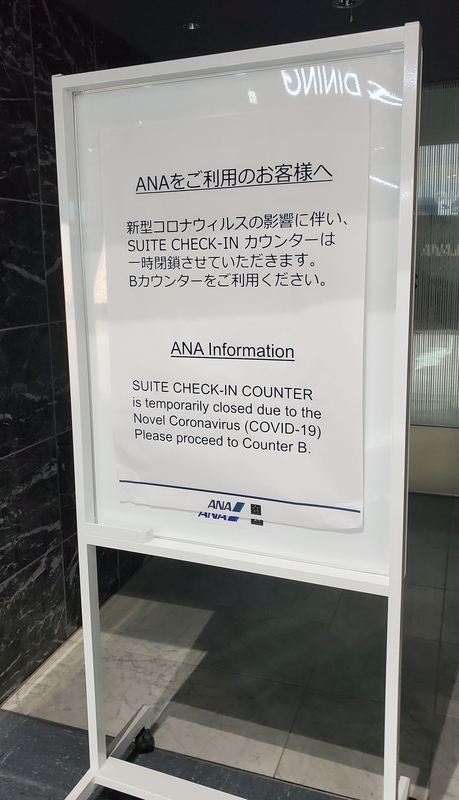 DINING
ANAをご利用のお客様へ
新型コロナウィルスの影響に伴い、
SUITE CHECK-IN カウンターは
一時閉鎖させていただきます。
Bカウンターをご利用ください。
ANA Information
SUITE CHECK-IN COUNTER
is temporarily closed due to the
Novel Coronavirus (COVID-19)
Please proceed to Counter B.
ANA
ANA